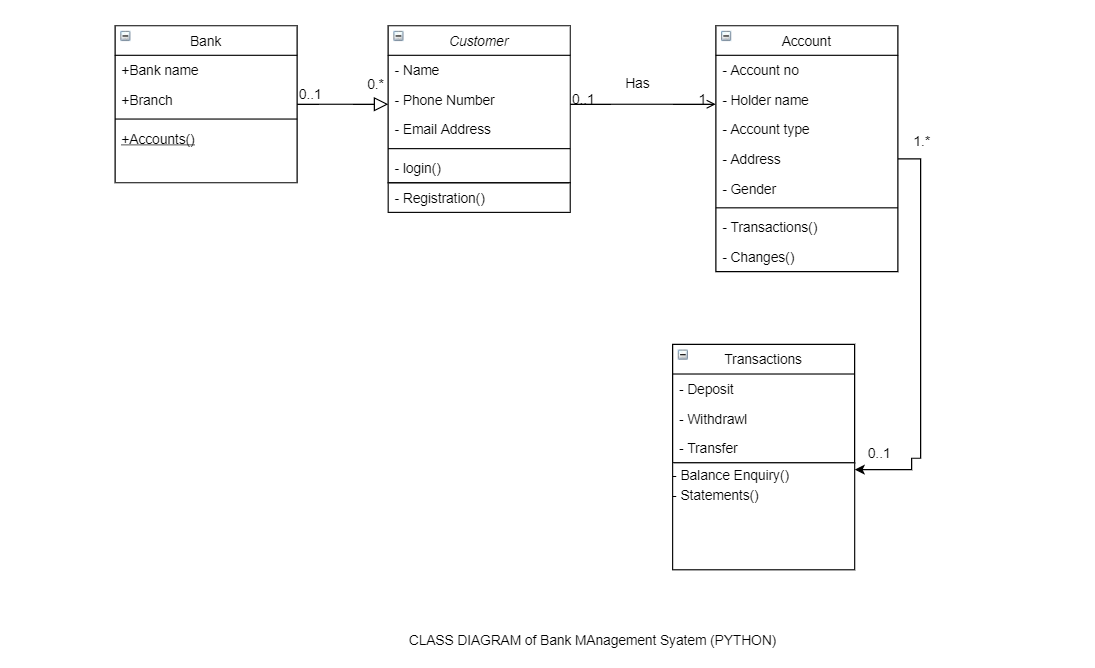 Bank
+Bank name
+Branch
+Accounts()
0..1
0.*
Customer
- Name
- Phone Number
- Email Address
- login()
- Registration()
0..1
Has
1
Account
- Account no
- Holder name
- Account type
- Address
- Gender
- Transactions()
- Changes()
1.*
Transactions
- Deposit
- Withdrawl
- Transfer
- Balance Enquiry()
- Statements()
0..1
CLASS DIAGRAM of Bank MAnagement Syatem (PYTHON)